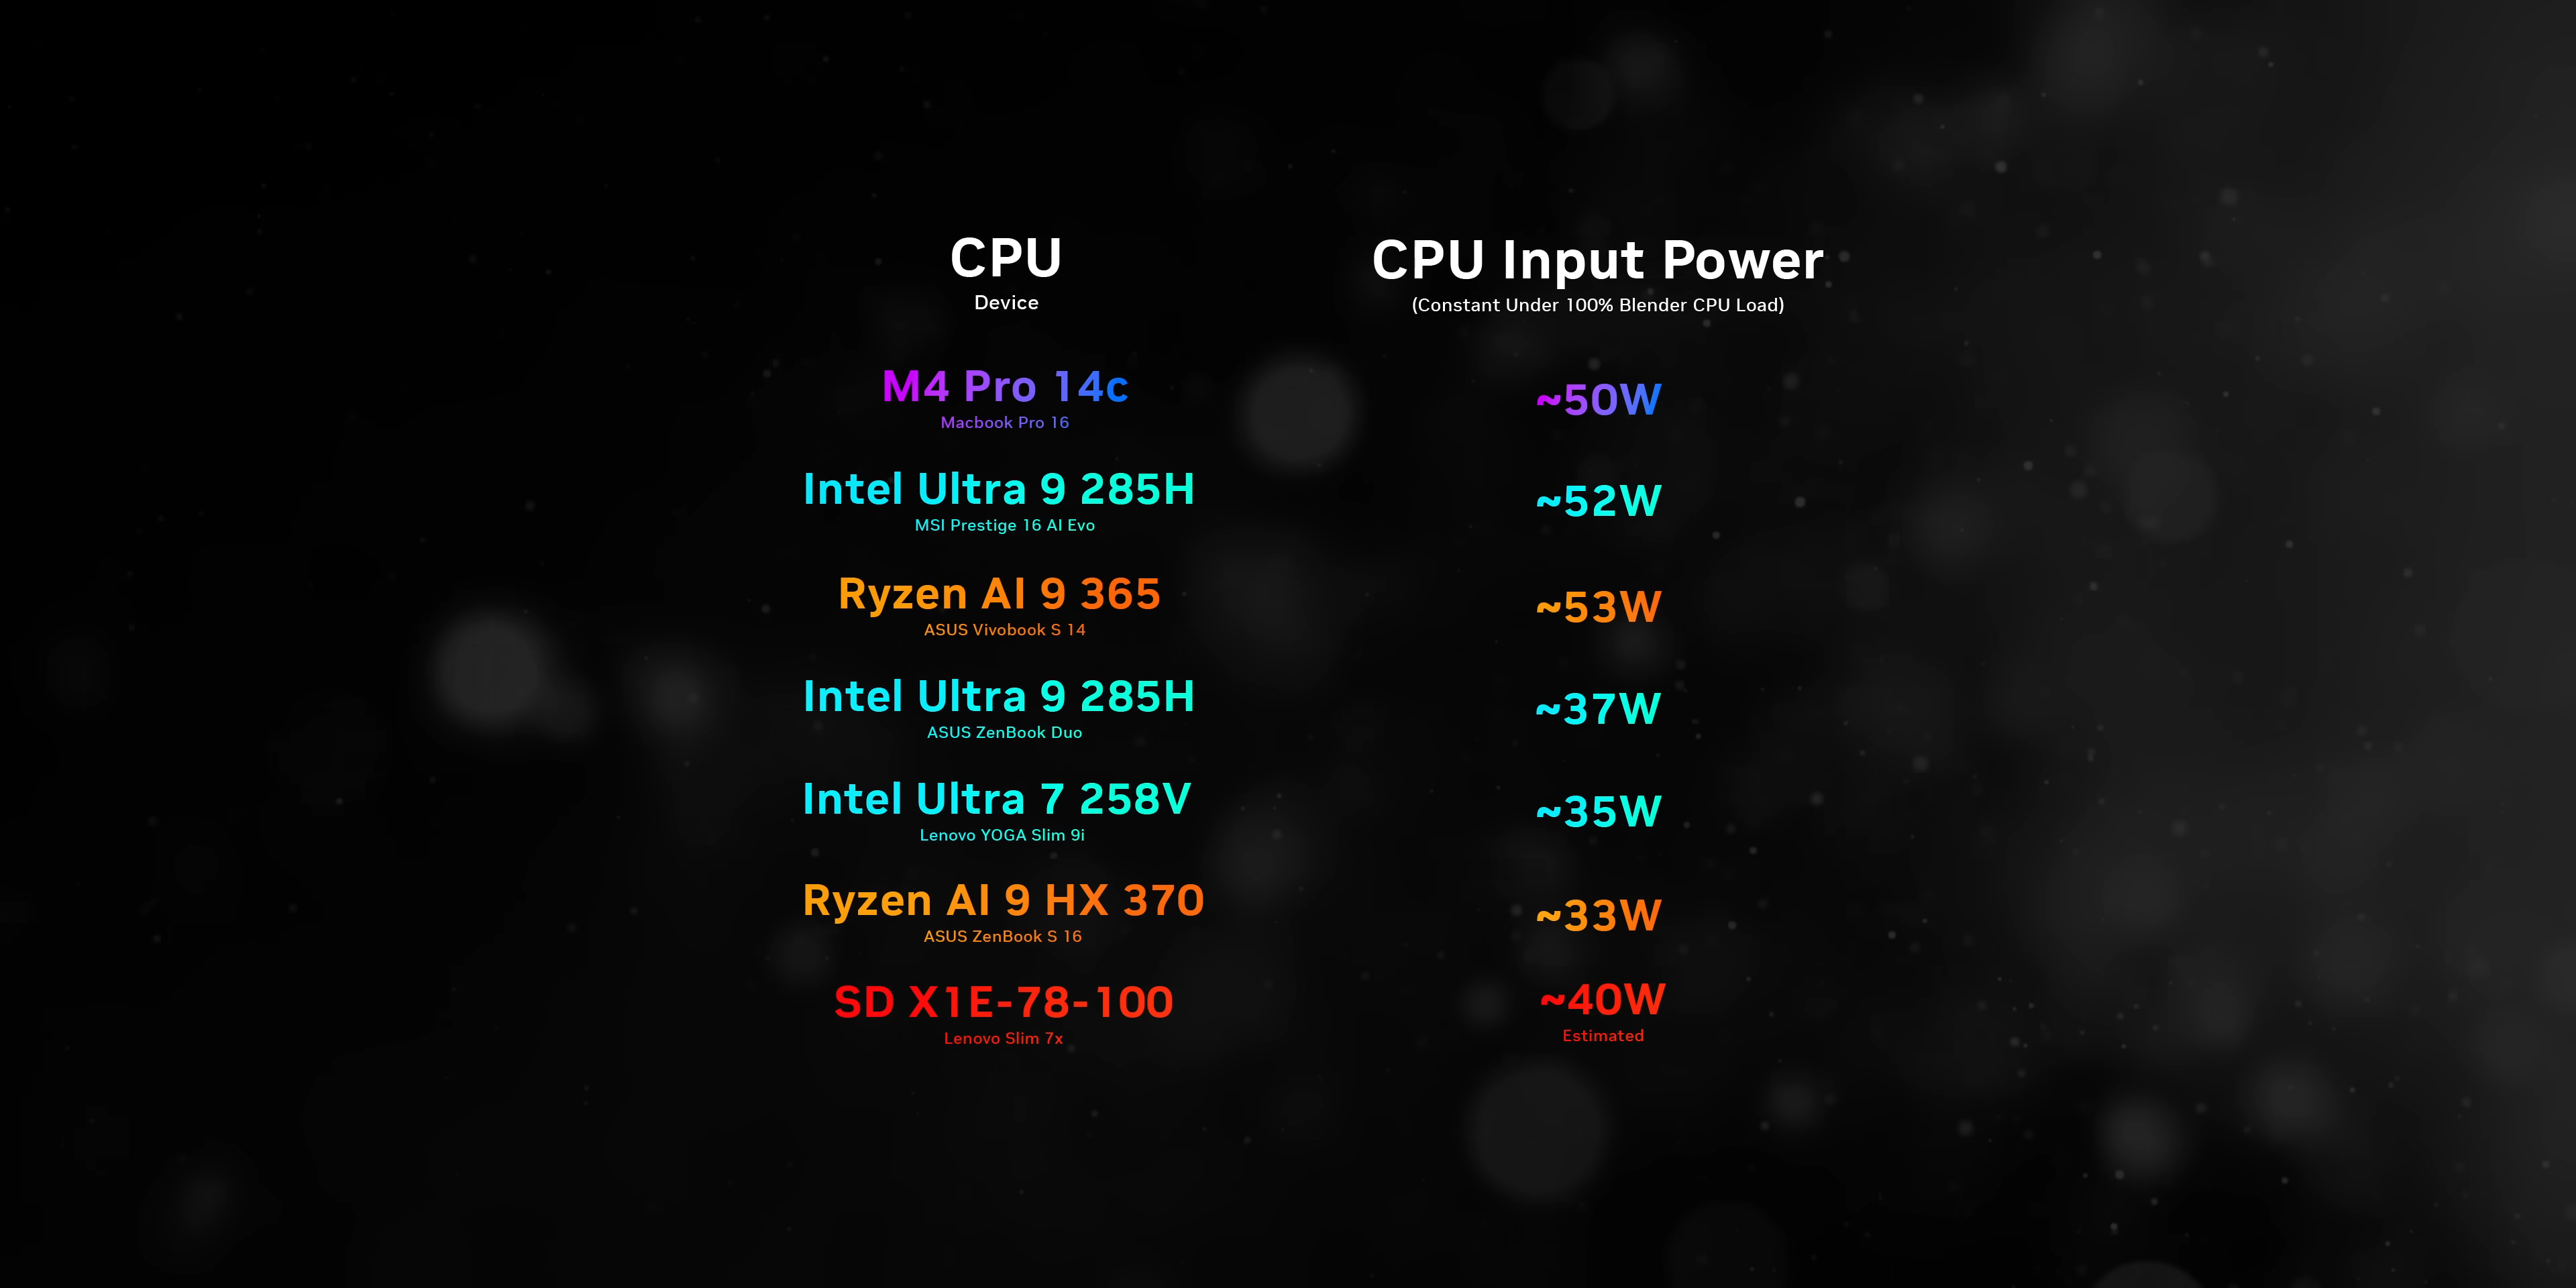 CPU
Device
CPU Input Power
(Constant Under 100% Blender CPU Load)
M4 Pro 14c
Macbook Pro 16
~50W
Intel Ultra 9 285H
MSI Prestige 16 AI Evo
~52W
Ryzen AI 9 365
ASUS Vivobook S 14
~53W
Intel Ultra 9 285H
ASUS ZenBook Duo
~37W
Intel Ultra 7 258V
Lenovo YOGA Slim 9i
~35W
Ryzen AI 9 HX 370
ASUS ZenBook S 16
~33W
SD X1E-78-100
Lenovo Slim 7x
~40W
Estimated